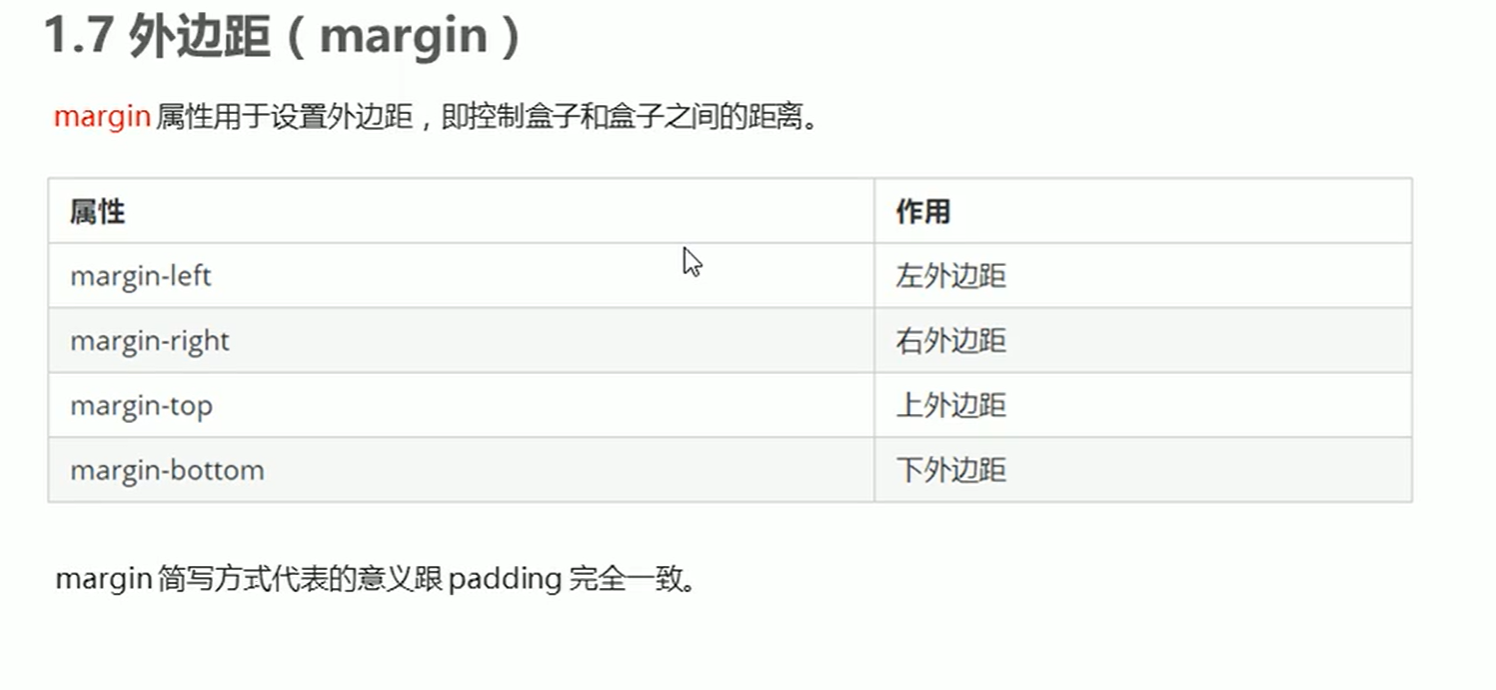 1.7 外边距（margin）
margin 属性用于设置外边距，即控制盒子和盒子之间的距离。
属性 作用
margin-left 左外边距
margin-right 右外边距
margin-top 上外边距
margin-bottom 下外边距
margin 简写方式代表的意义跟 padding 完全一致。